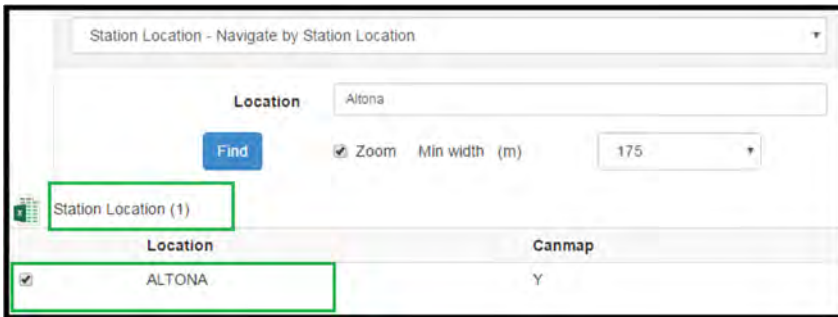 Station Location - Navigate by Station Location
Location Altona
Find Zoom Min width (m) 175
Station Location (1)
Location Canmap
ALTONA Y